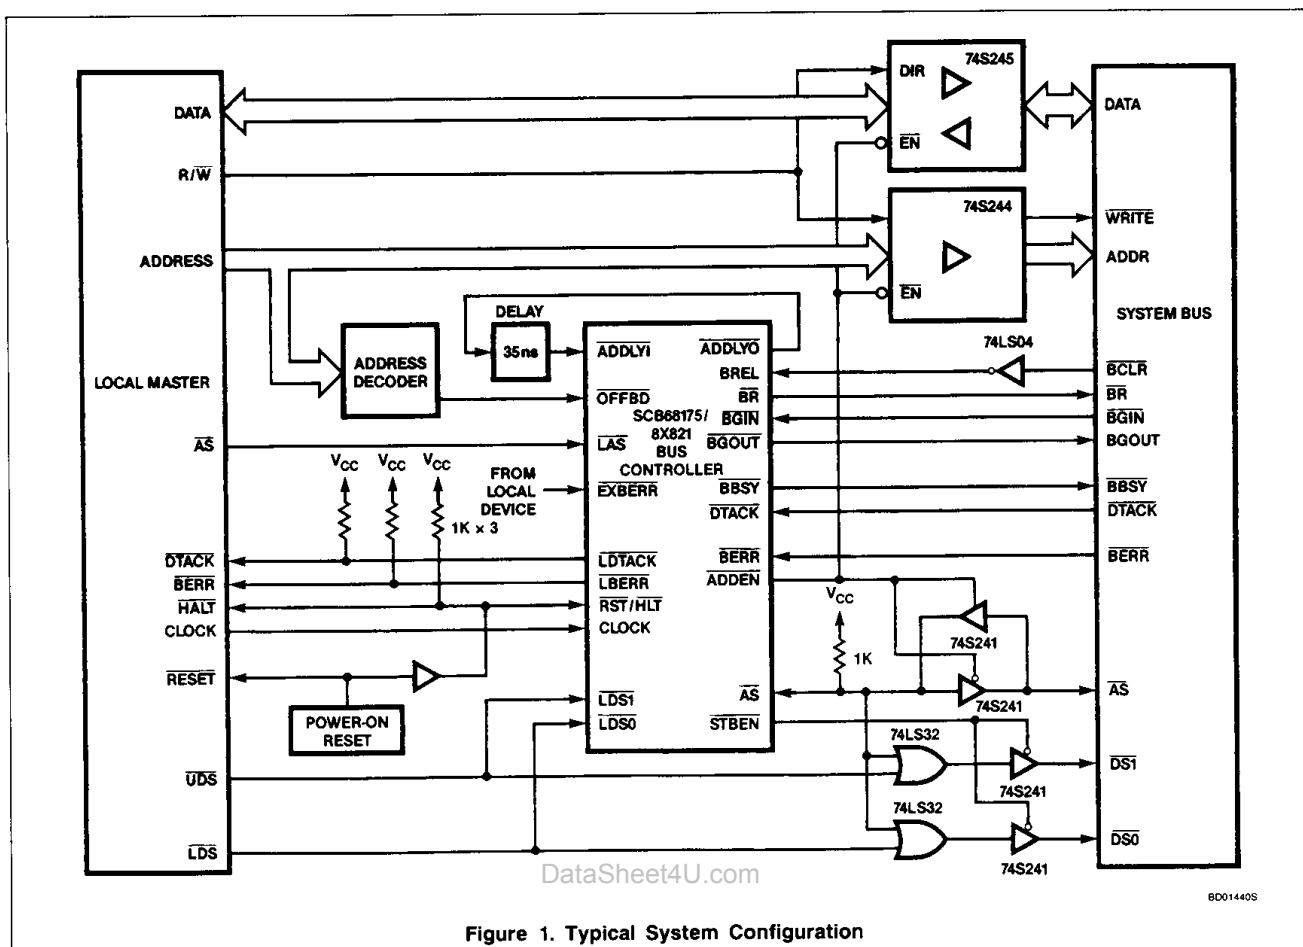 74S245
DIR
DATA
DATA
EN
R/W
74S244
WRITE
ADDRESS
ADDR
EN
DELAY
SYSTEM BUS
35ns
ADDLYI
ADDLYO
74LS04
ADDRESS
DECODER
BREL
BCLR
LOCAL MASTER
OFFBD
BR
BR
SCB68175/
8X821
BUS
CONTROLLER
BGIN
BGIN
AS
LAS
BGOUT
BGOUT
VCC
VCC
VCC
FROM
LOCAL
DEVICE
EXBERR
BBSY
BBSY
1K × 3
DTACK
DTACK
DTACK
LDTACK
BERR
BERR
BERR
LBERR
ADDEN
HALT
RST/HLT
VCC
CLOCK
CLOCK
74S241
1K
RESET
AS
AS
LDS1
74S241
POWER-ON
RESET
LDS0
STBEN
74LS32
UDS
DS1
74S241
74LS32
LDS
DS0
74S241
DataSheet4U.com
BD01440S
Figure 1. Typical System Configuration